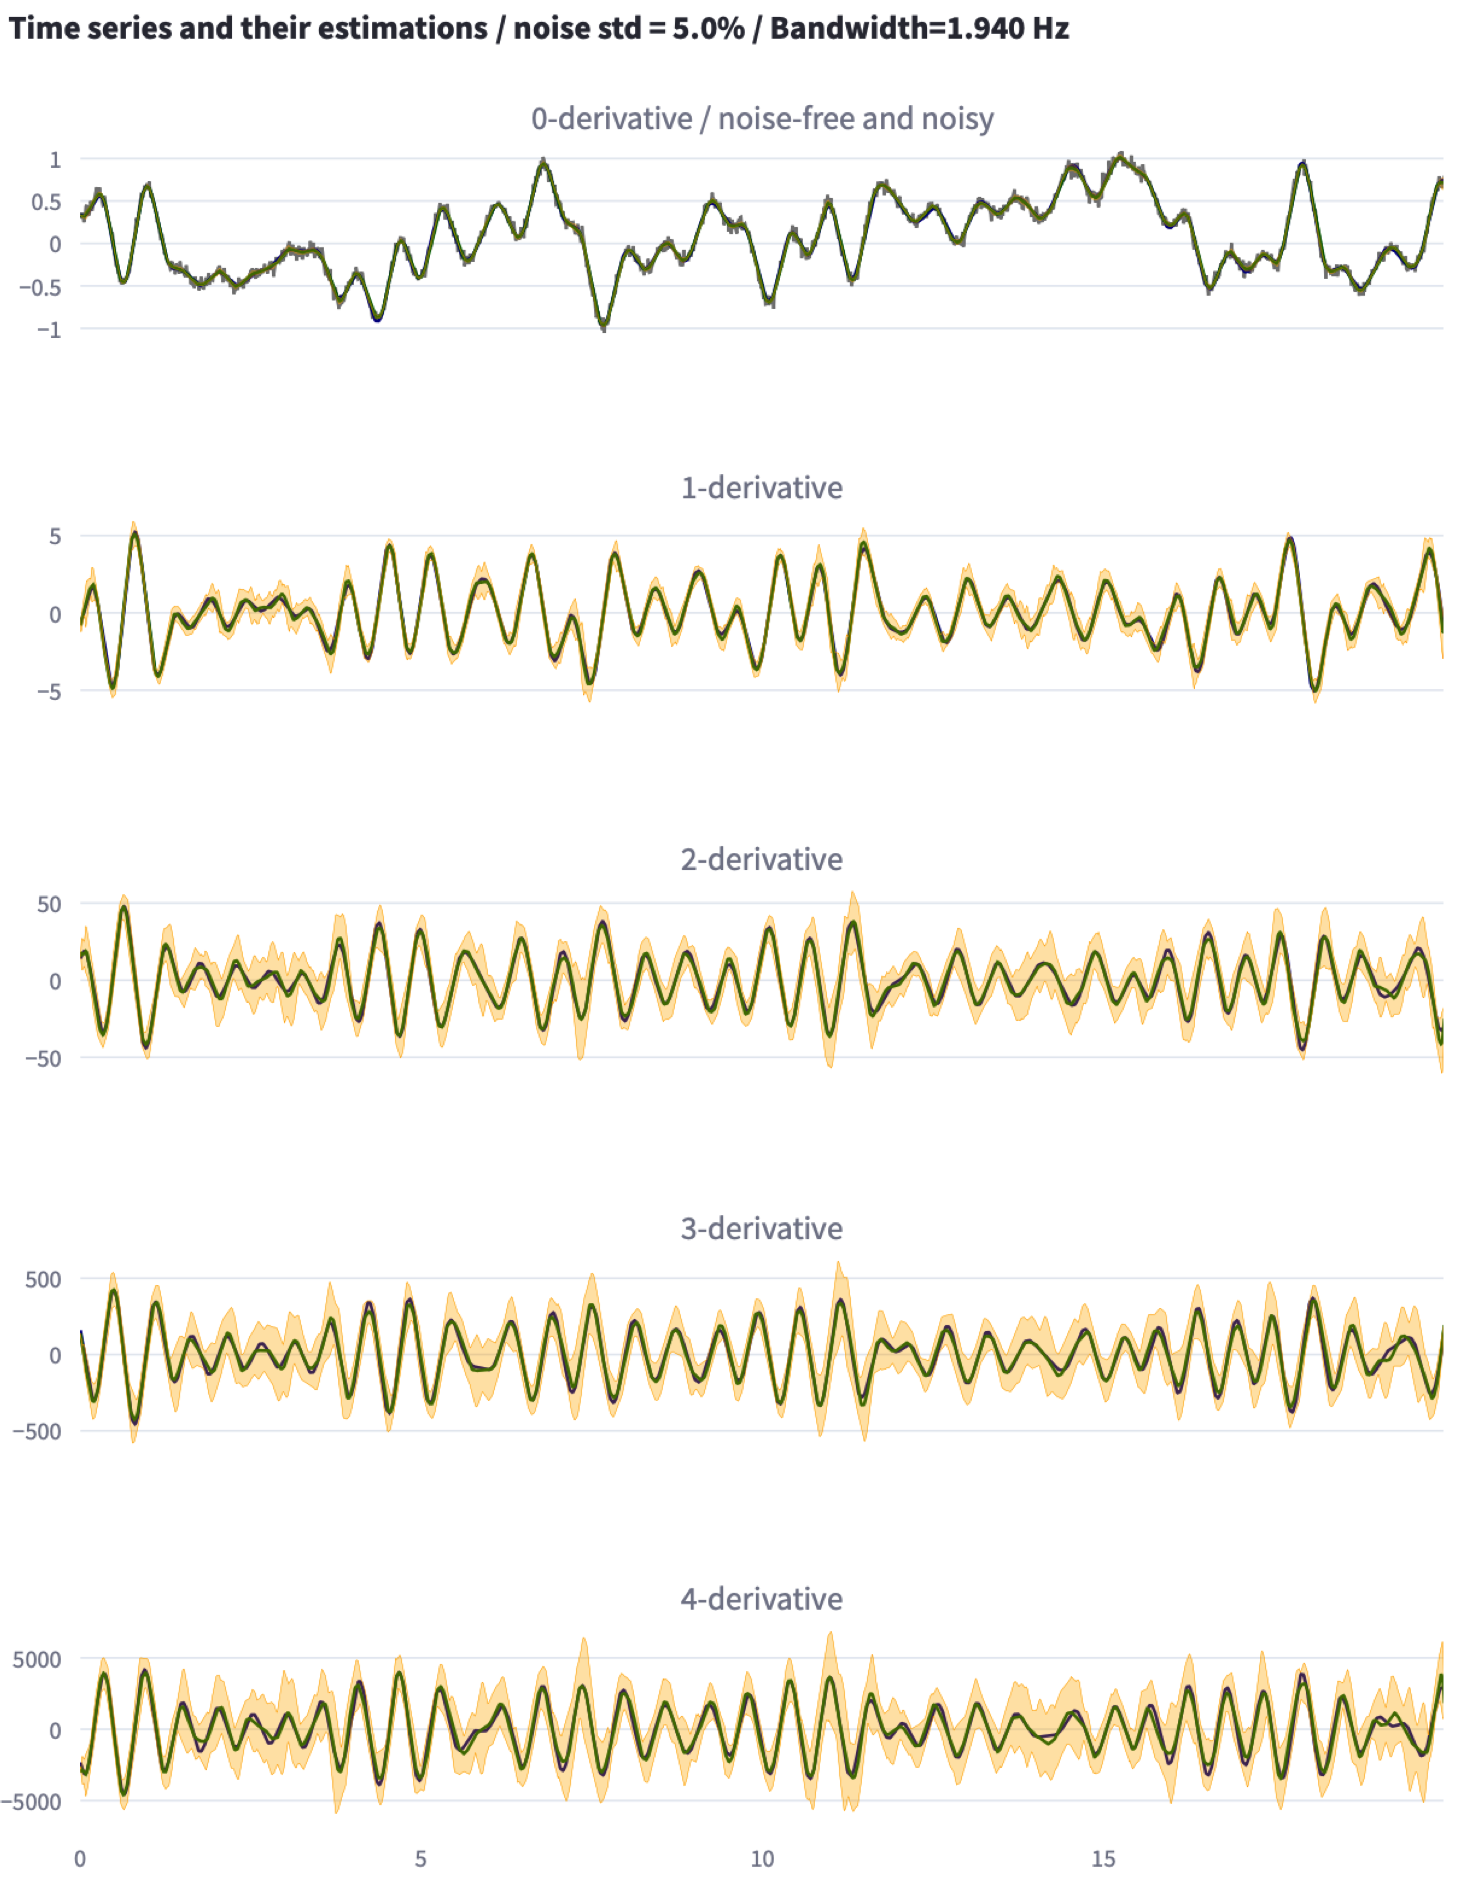 Time series and their estimations / noise std = 5.0% / Bandwidth=1.940 Hz
0-derivative / noise-free and noisy
1
0.5
0
−0.5
−1
1-derivative
5
0
−5
2-derivative
50
0
−50
3-derivative
500
0
−500
4-derivative
5000
0
−5000
0 5 10 15